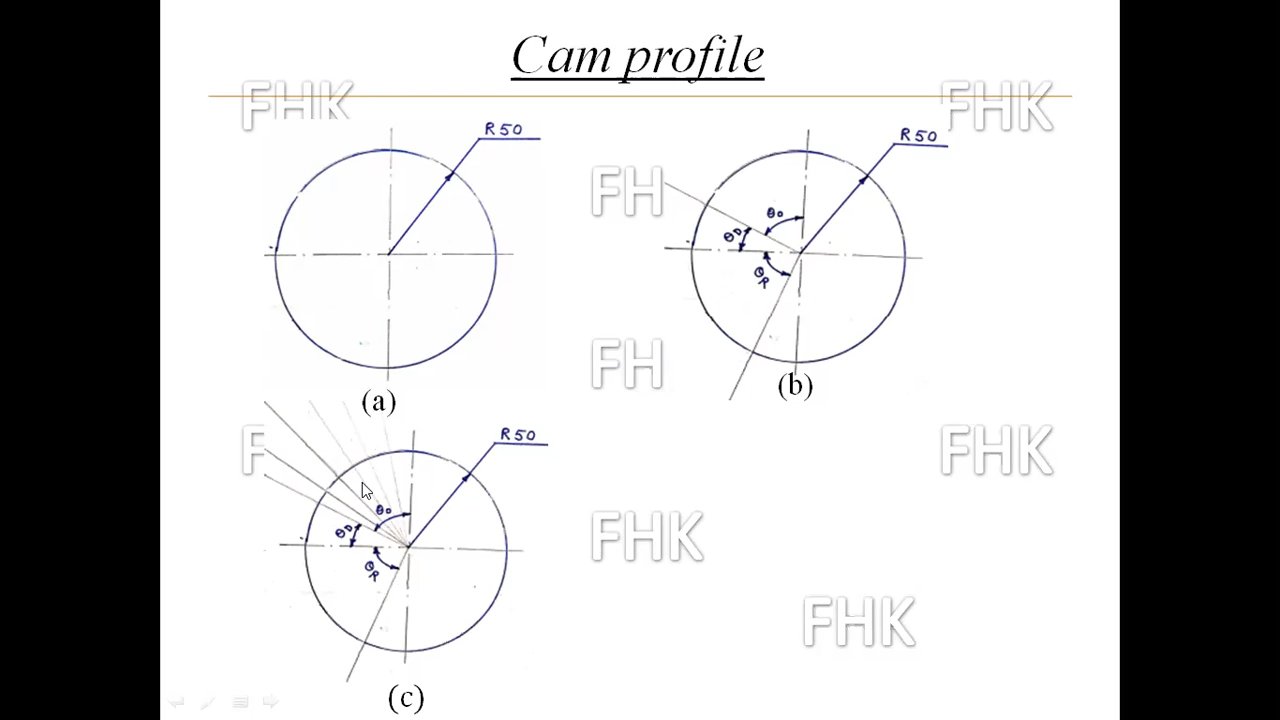 Cam profile
FHK
FHK
R50
R50
FH
θo
θD
θR
FH
(a)
(b)
F
R50
FHK
θo
θD
θR
FHK
FHK
(c)